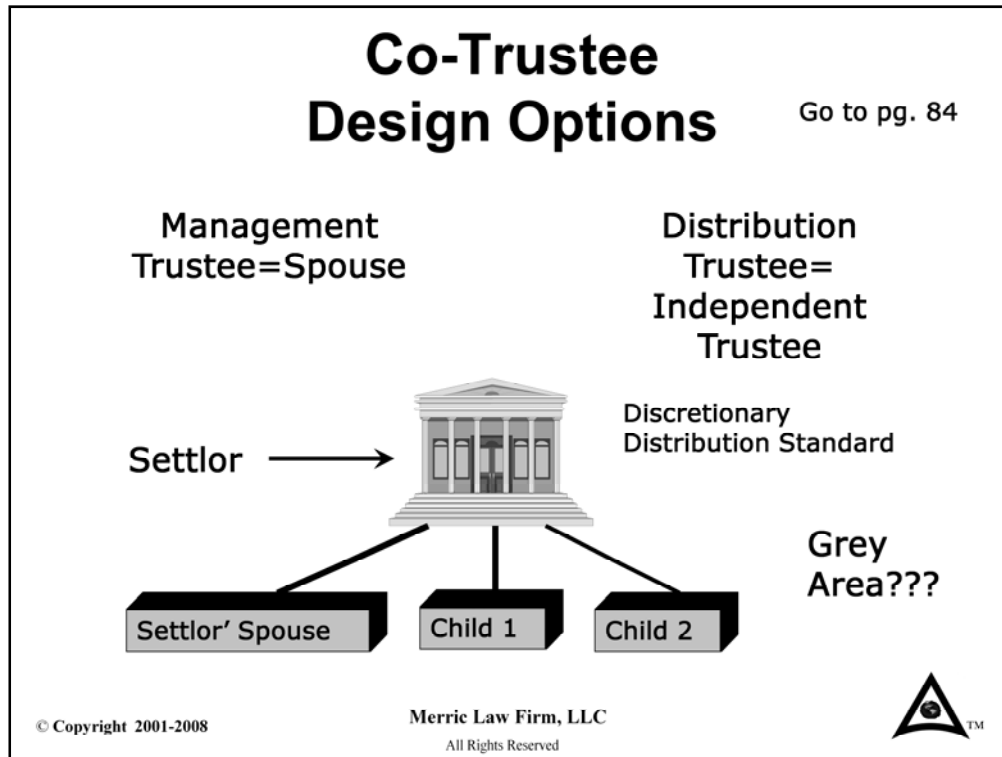 Co-Trustee
Design Options
Go to pg. 84
Management
Trustee=Spouse
Distribution
Trustee=
Independent
Trustee
Discretionary
Distribution Standard
Settlor
Grey
Area???
Settlor’ Spouse
Child 1
Child 2
© Copyright 2001-2008
Merric Law Firm, LLC
All Rights Reserved
TM